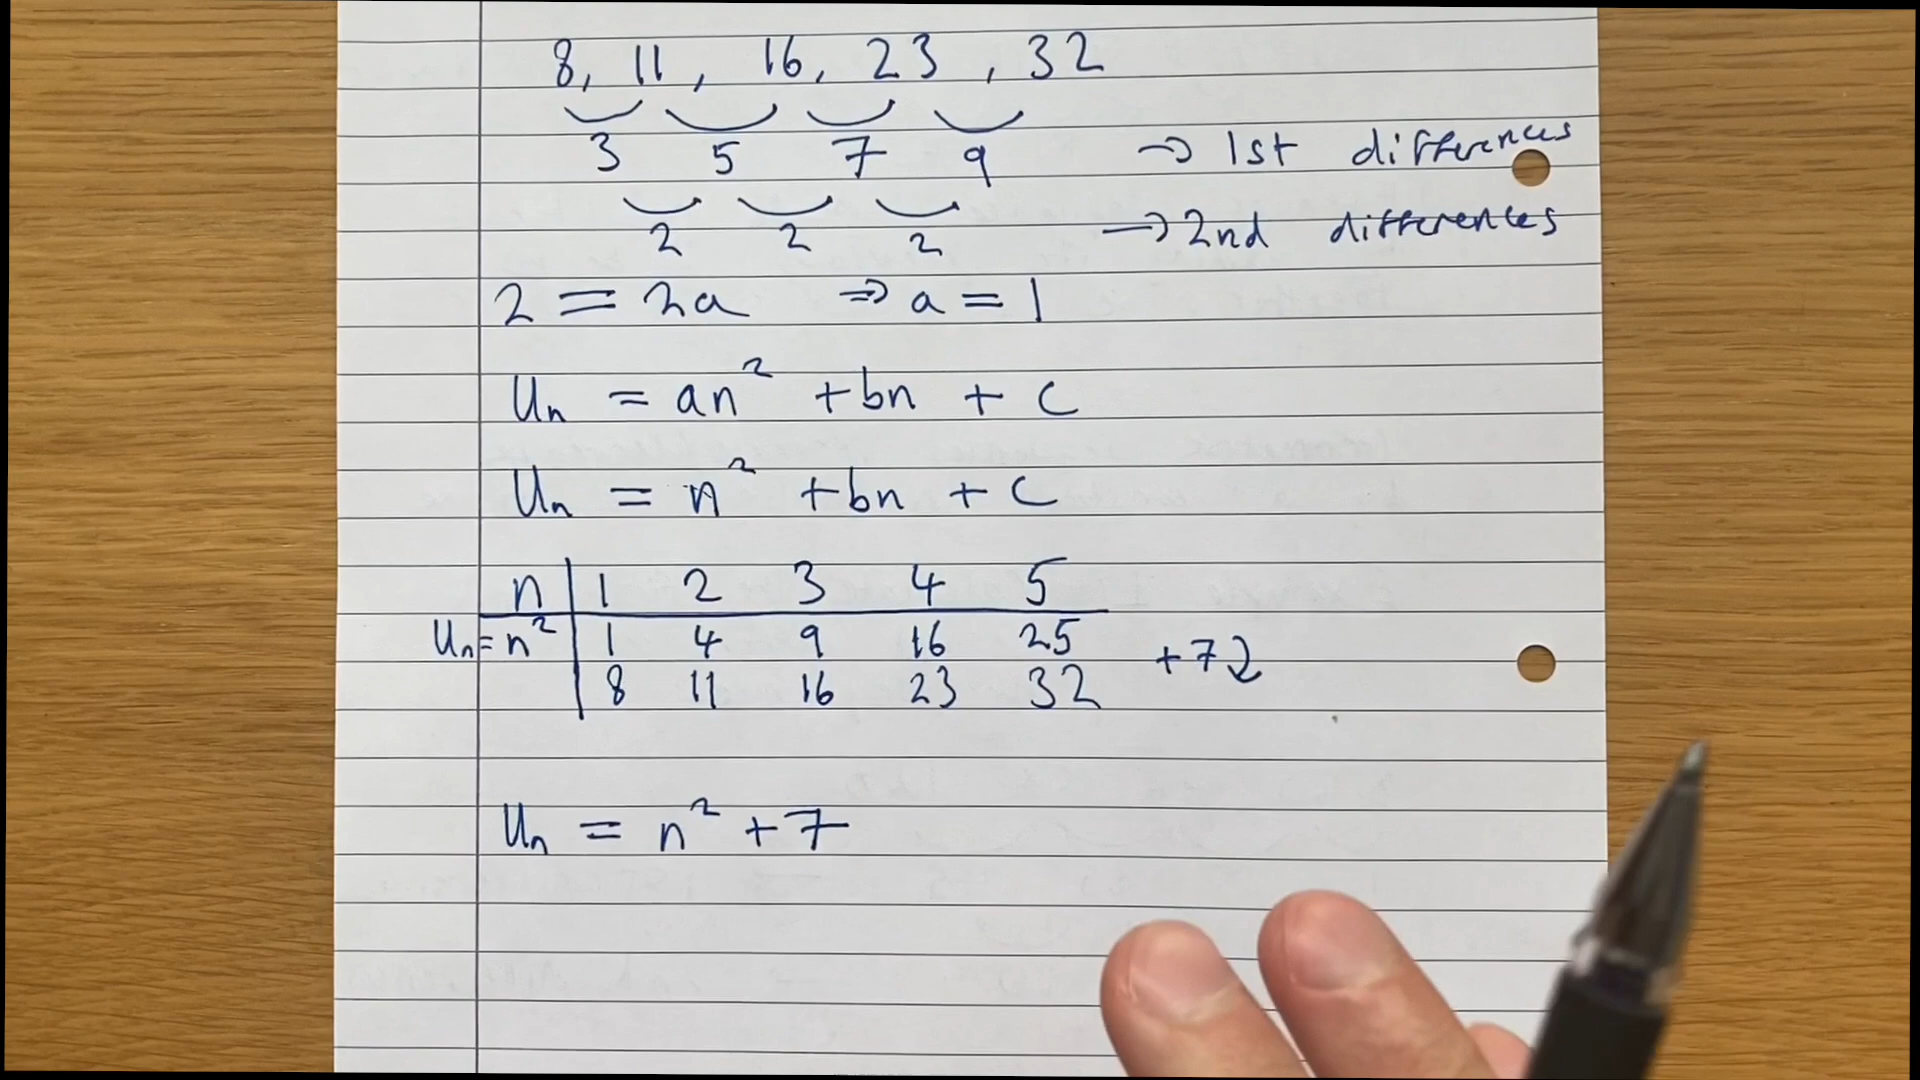 8, 11, 16, 23, 32
3 5 7 9 → 1st differences
2 2 2 → 2nd differences
2 = 2a ⇒ a = 1
Uₙ = an² + bn + c
Uₙ = n² + bn + c
n 1 2 3 4 5
Uₙ = n² 1 4 9 16 25 +7
8 11 16 23 32
Uₙ = n² + 7